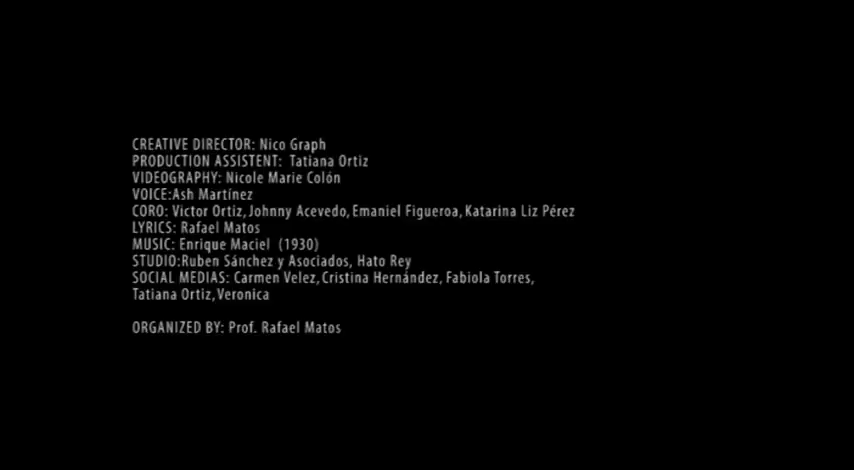 CREATIVE DIRECTOR: Nico Graph
PRODUCTION ASSISTENT: Tatiana Ortiz
VIDEOGRAPHY: Nicole Marie Colón
VOICE:Ash Martínez
CORO: Victor Ortiz, Johnny Acevedo, Emaniel Figueroa, Katarina Liz Pérez
LYRICS: Rafael Matos
MUSIC: Enrique Maciel (1930)
STUDIO:Ruben Sánchez y Asociados, Hato Rey
SOCIAL MEDIAS: Carmen Velez, Cristina Hernández, Fabiola Torres,
Tatiana Ortiz, Veronica
ORGANIZED BY: Prof. Rafael Matos